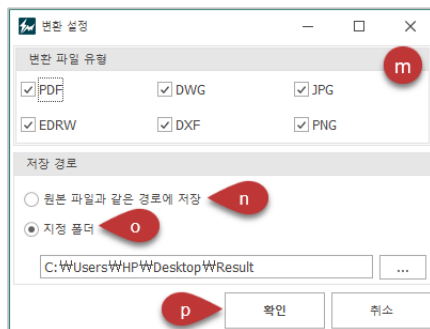 변환 설정
변환 파일 유형
m
PDF DWG JPG
EDRW DXF PNG
저장 경로
원본 파일과 같은 경로에 저장 n
지정 폴더 o
C:₩Users₩HP₩Desktop₩Result ...
p 확인 취소